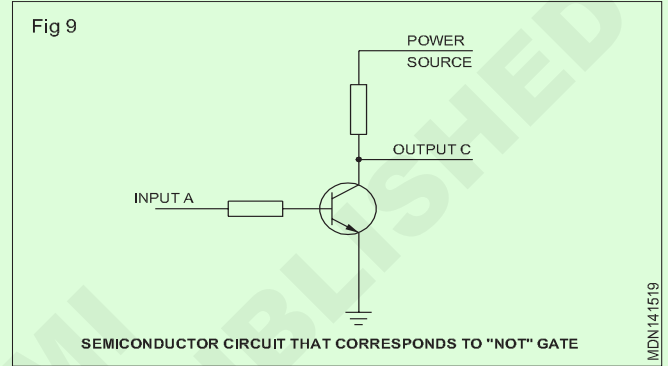 Fig 9
POWER
SOURCE
OUTPUT C
INPUT A
SEMICONDUCTOR CIRCUIT THAT CORRESPONDS TO "NOT" GATE
MDN141519